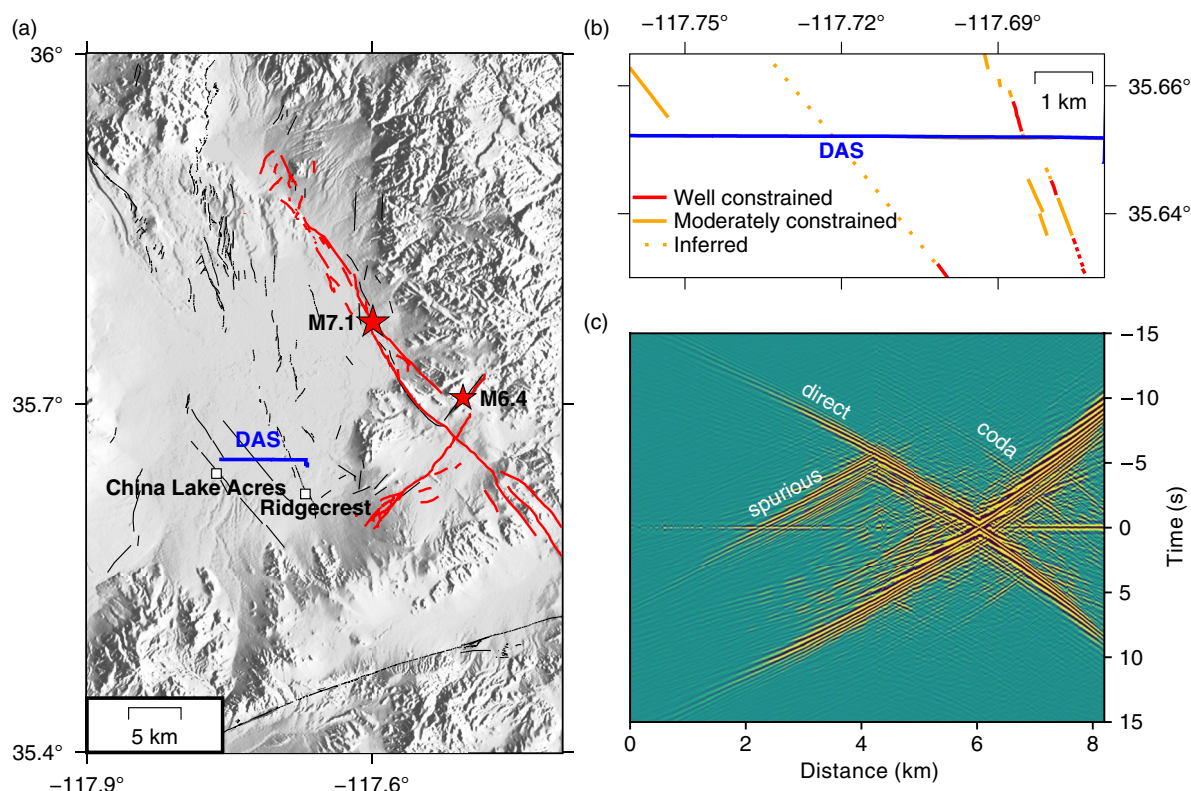 (a)
36°
35.7°
35.4°
−117.9°
−117.6°
M7.1
M6.4
DAS
China Lake Acres
Ridgecrest
5 km
(b)
−117.75°
−117.72°
−117.69°
35.66°
35.64°
1 km
DAS
Well constrained
Moderately constrained
Inferred
(c)
direct
coda
spurious
−15
−10
−5
0
5
10
15
Time (s)
0
2
4
6
8
Distance (km)